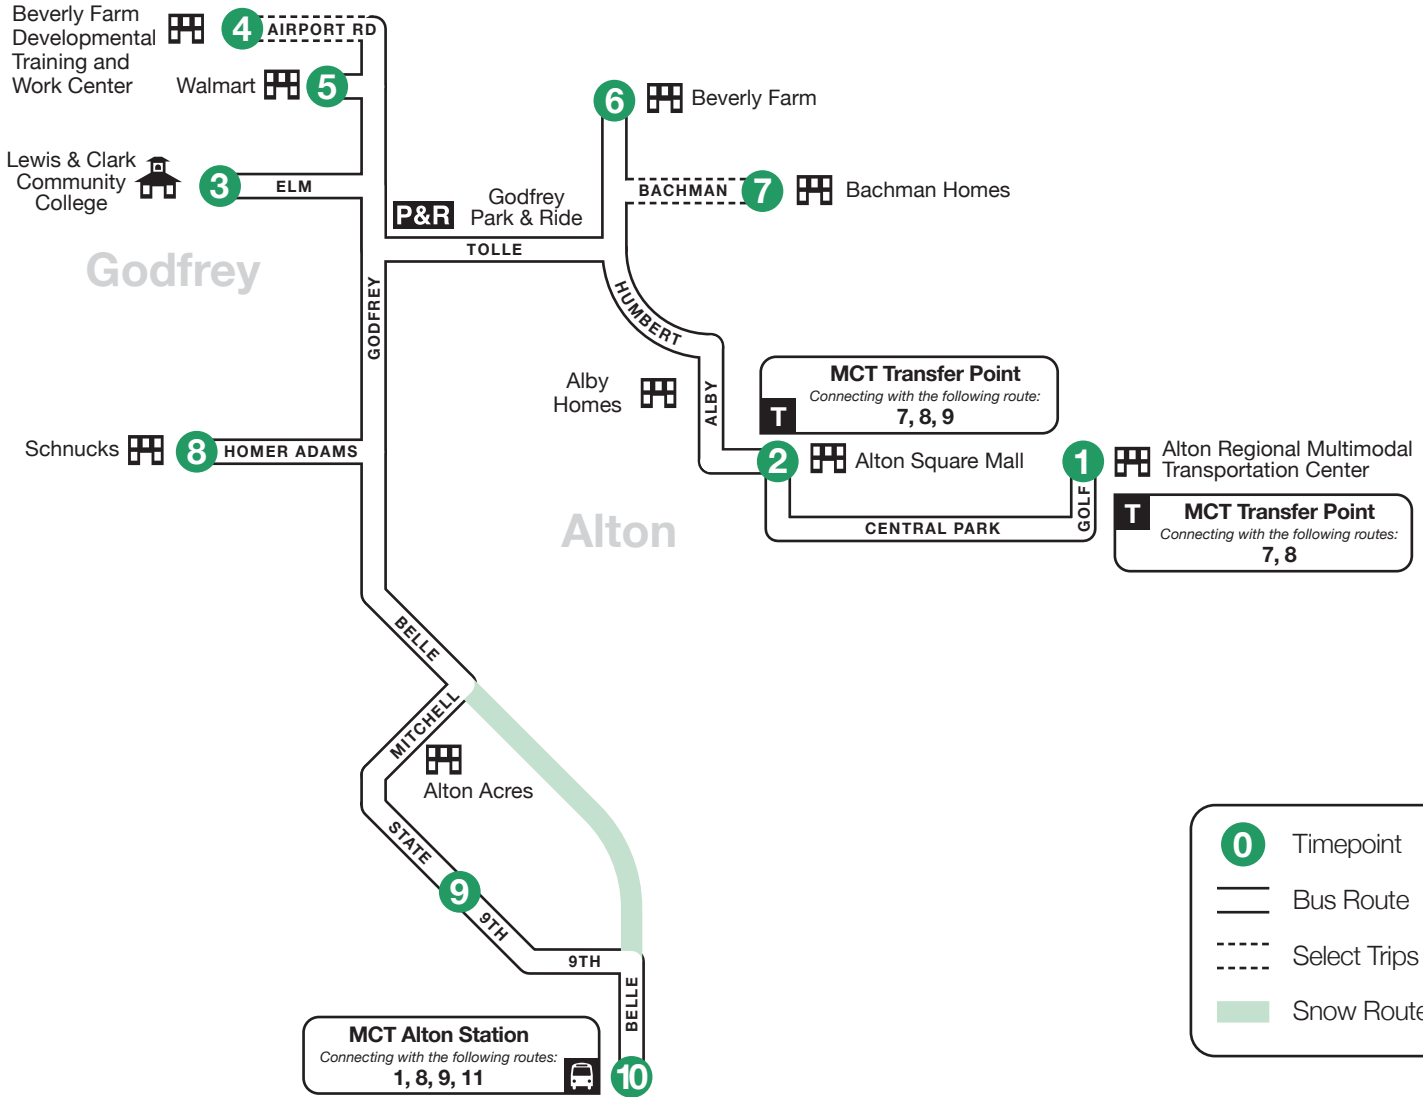 Beverly Farm
Developmental
Training and
Work Center
4
AIRPORT RD
Walmart
5
6
Beverly Farm
Lewis & Clark
Community
College
3
ELM
BACHMAN
7
Bachman Homes
P&R
Godfrey
Park & Ride
TOLLE
Godfrey
GODFREY
HUMBERT
Alby
Homes
ALBY
MCT Transfer Point
Connecting with the following route:
7, 8, 9
T
Schnucks
8
HOMER ADAMS
2
Alton Square Mall
1
Alton Regional Multimodal
Transportation Center
GOLF
T
MCT Transfer Point
Connecting with the following routes:
7, 8
CENTRAL PARK
Alton
BELLE
MITCHELL
Alton Acres
STATE
9
9TH
9TH
BELLE
MCT Alton Station
Connecting with the following routes:
1, 8, 9, 11
10
0
Timepoint
Bus Route
Select Trips
Snow Route